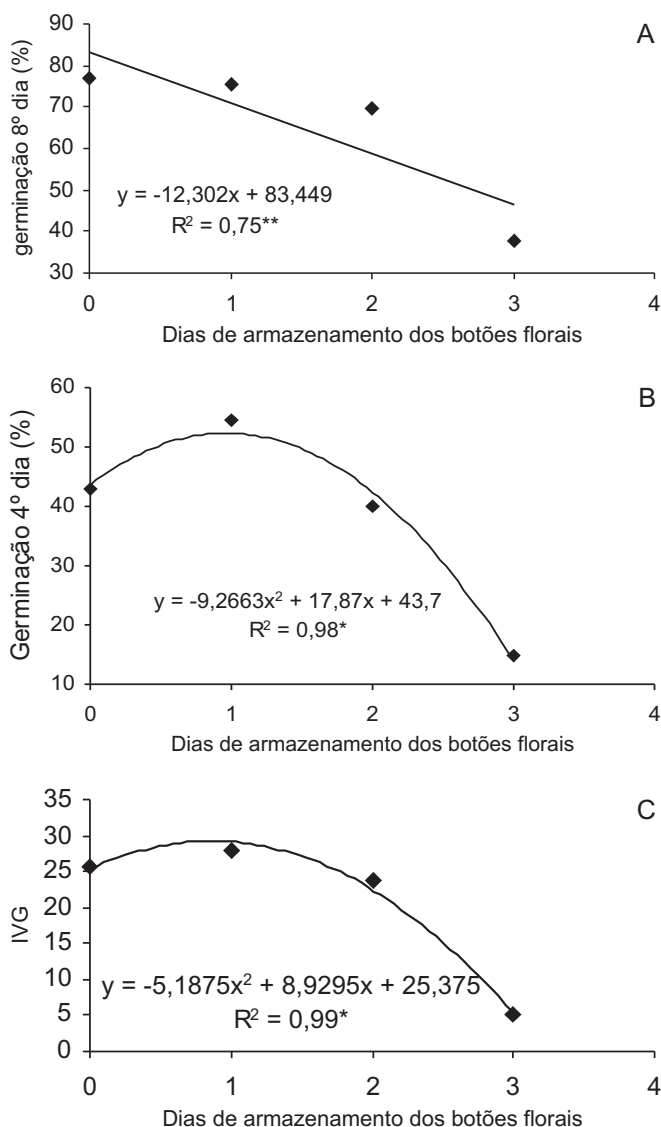 A
germinação 8º dia (%)
90
80
70
60
50
40
30
y = -12,302x + 83,449
R² = 0,75**
0 1 2 3 4
Dias de armazenamento dos botões florais
B
Germinação 4º dia (%)
60
50
40
30
20
10
y = -9,2663x² + 17,87x + 43,7
R² = 0,98*
0 1 2 3 4
Dias de armazenamento dos botões florais
C
IVG
35
30
25
20
15
10
5
0
y = -5,1875x² + 8,9295x + 25,375
R² = 0,99*
0 1 2 3 4
Dias de armazenamento dos botões florais